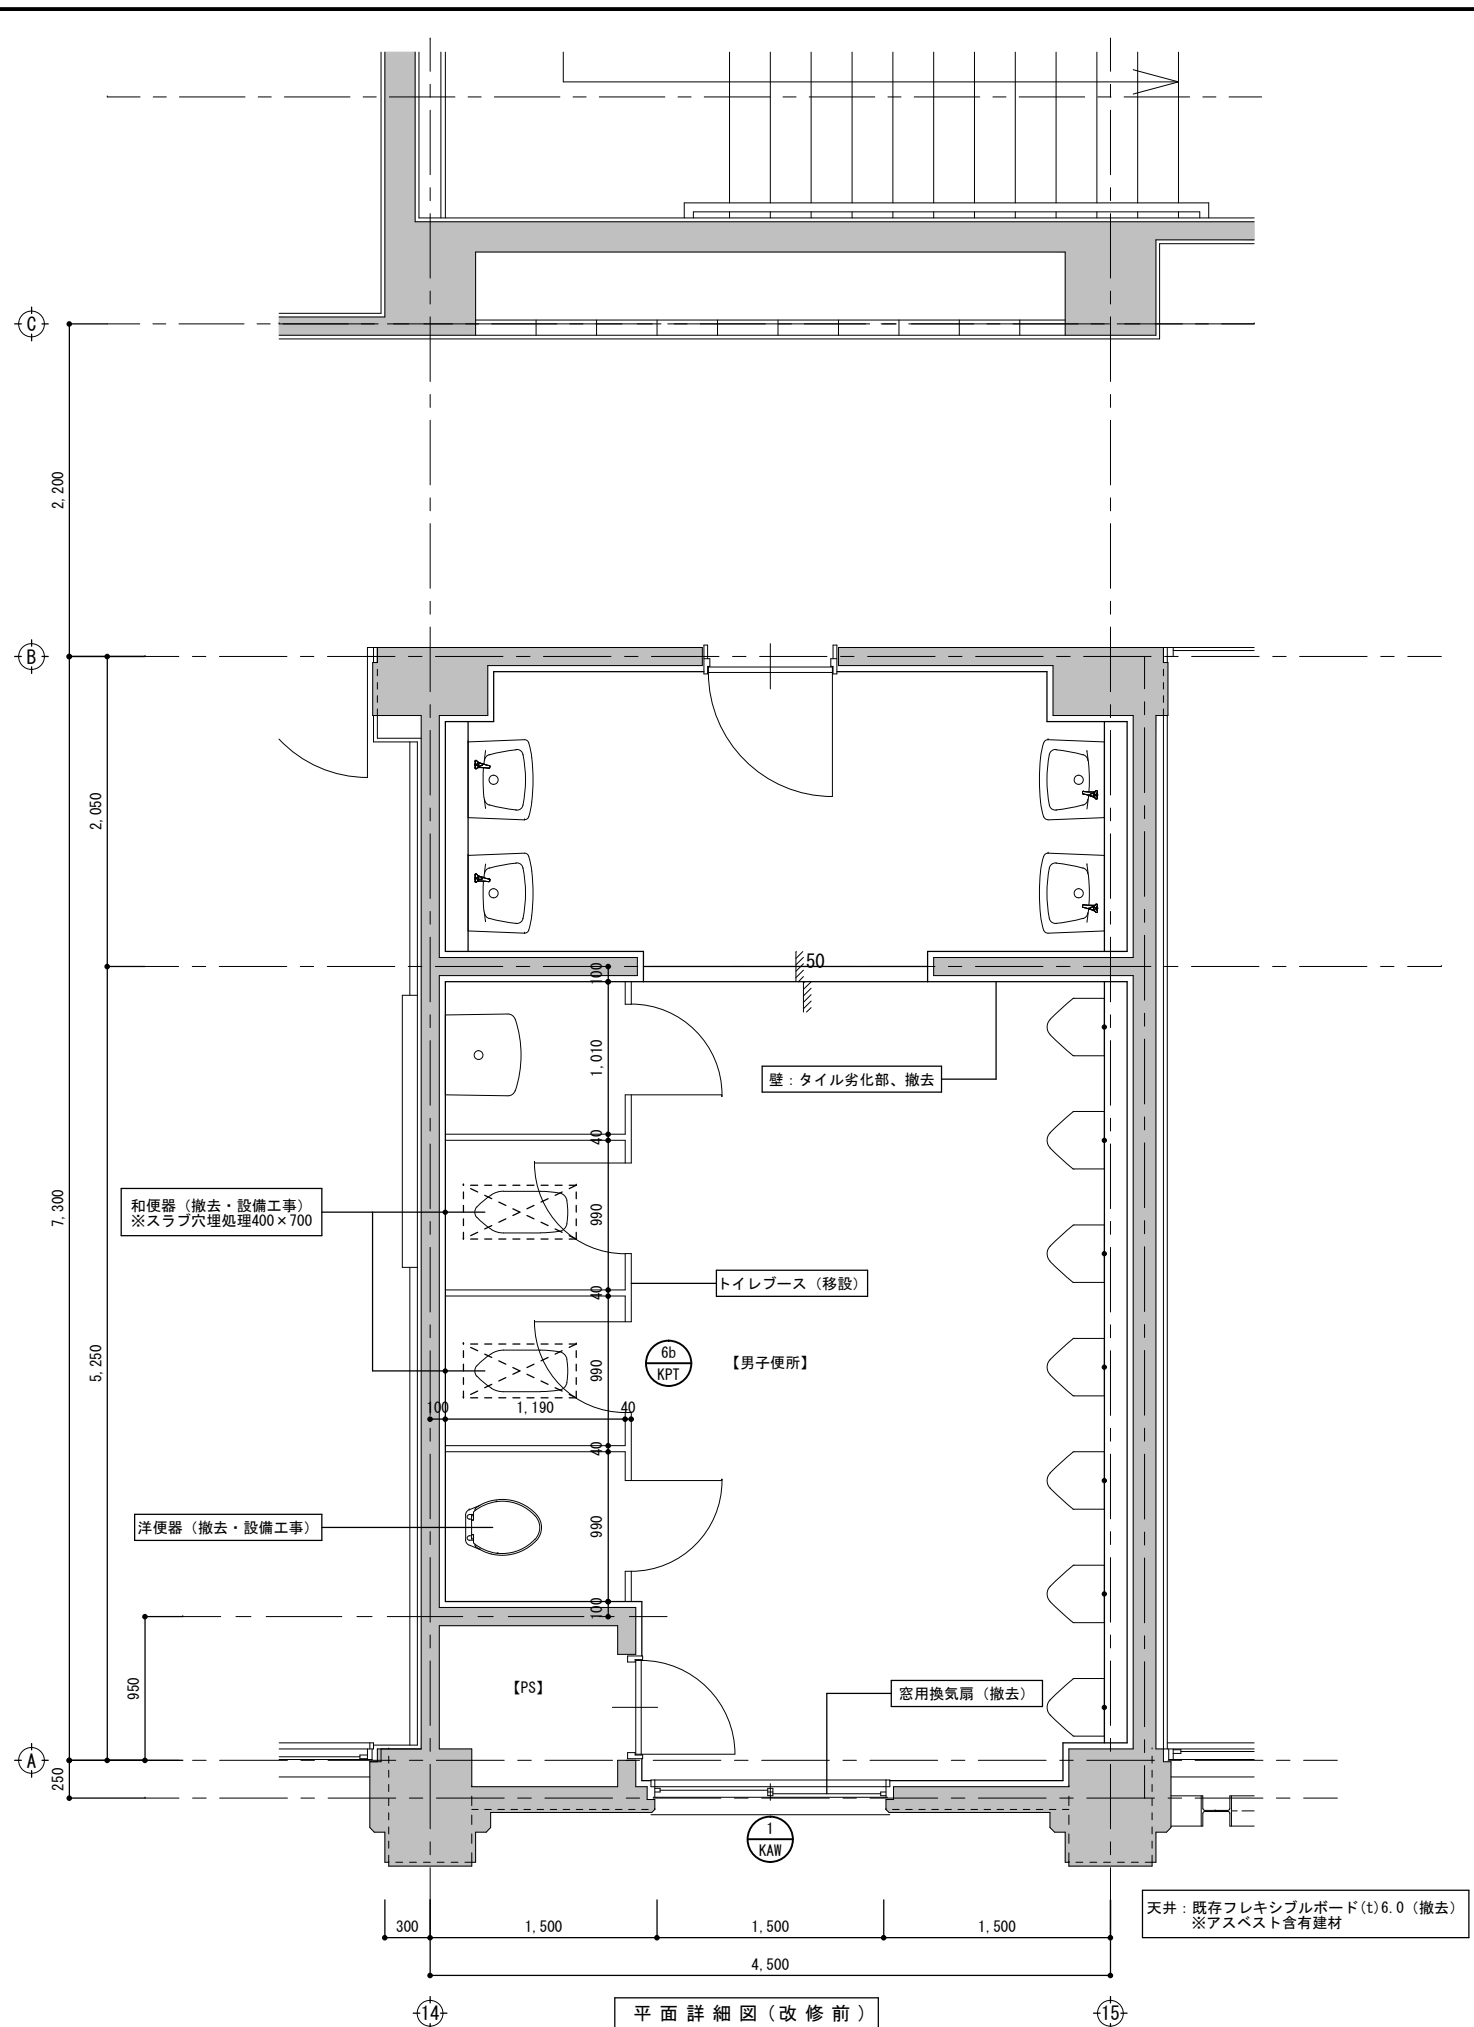 C
2,200
B
2,050
50
100
1,010
壁：タイル劣化部、撤去
40
和便器（撤去・設備工事）
※スラブ穴埋処理400×700
990
7,300
トイレブース（移設）
40
5,250
6b
KPT
【男子便所】
990
100
1,190
40
40
洋便器（撤去・設備工事）
990
100
950
【PS】
窓用換気扇（撤去）
A
250
1
KAW
天井：既存フレキシブルボード(t)6.0（撤去）
※アスベスト含有建材
300
1,500
1,500
1,500
4,500
14
平面詳細図(改修前)
15